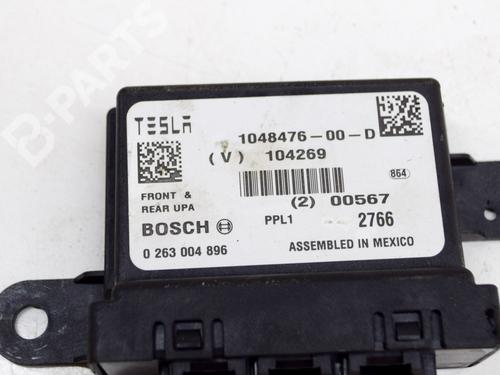 B-PARTS
TESLA
1048476-00-D
(V) 104269
864
FRONT &
REAR UPA
(2) 00567
BOSCH
PPL1
2766
0 263 004 896
ASSEMBLED IN MEXICO